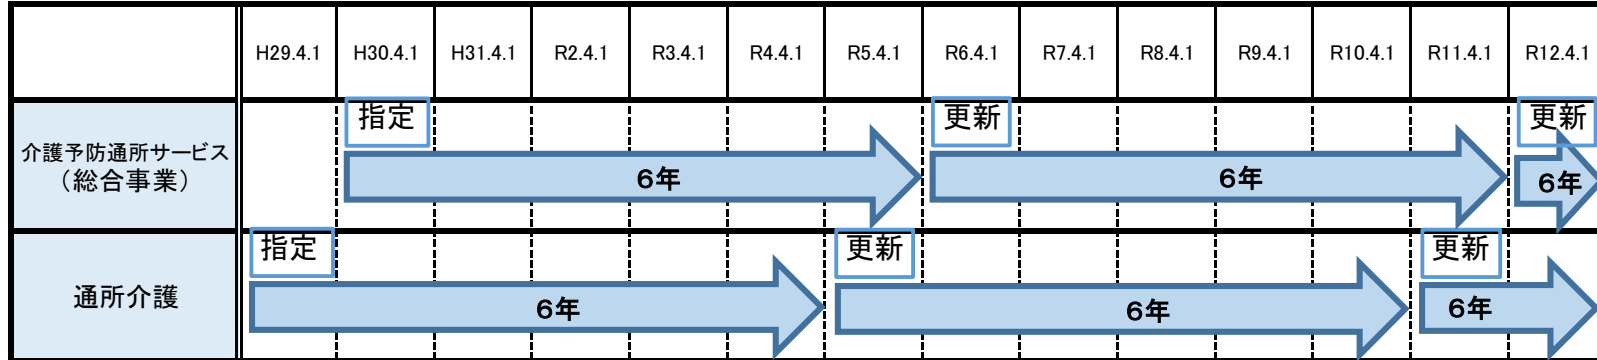 H29.4.1 H30.4.1 H31.4.1 R2.4.1 R3.4.1 R4.4.1 R5.4.1 R6.4.1 R7.4.1 R8.4.1 R9.4.1 R10.4.1 R11.4.1 R12.4.1
指定 更新 更新
介護予防通所サービス
（総合事業）
6年 6年 6年
指定 更新 更新
通所介護
6年 6年 6年